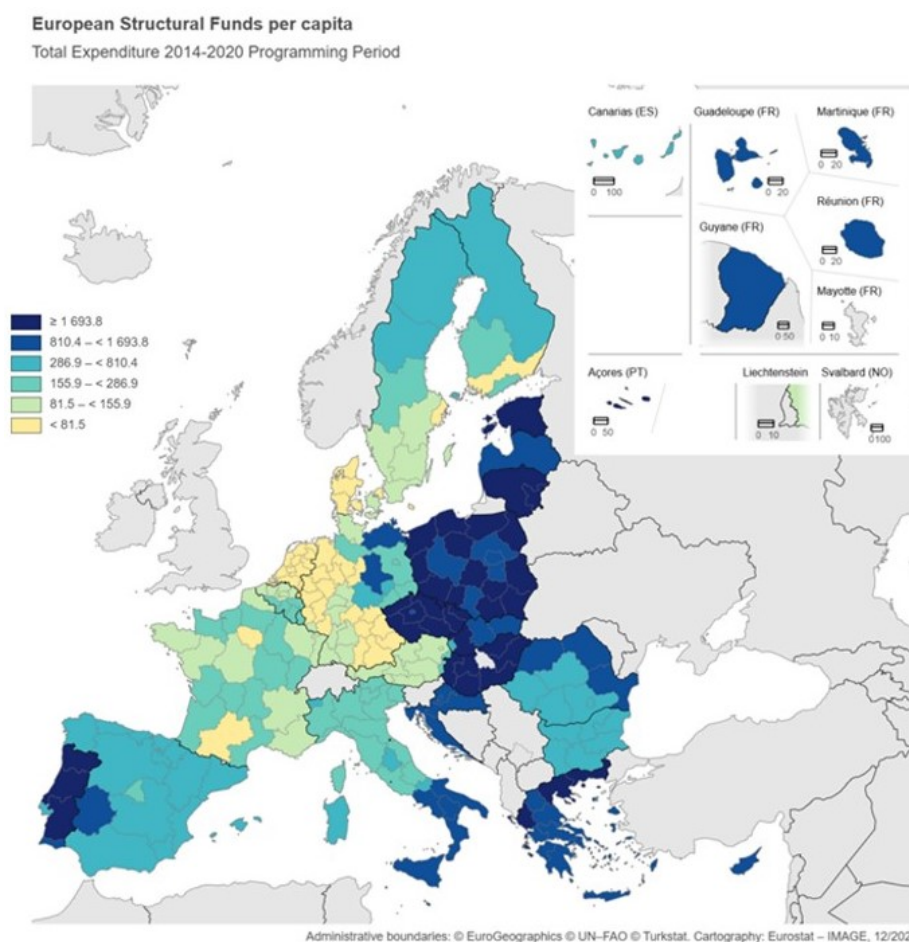 European Structural Funds per capita
Total Expenditure 2014-2020 Programming Period
Canarias (ES)
0 100
Guadeloupe (FR)
0 20
Martinique (FR)
0 20
Guyane (FR)
0 50
Réunion (FR)
0 20
Mayotte (FR)
0 10
Açores (PT)
0 50
Liechtenstein
0 10
Svalbard (NO)
0 100
≥ 1 693.8
810.4 – < 1 693.8
286.9 – < 810.4
155.9 – < 286.9
81.5 – < 155.9
< 81.5
Administrative boundaries: © EuroGeographics © UN–FAO © Turkstat. Cartography: Eurostat – IMAGE, 12/202